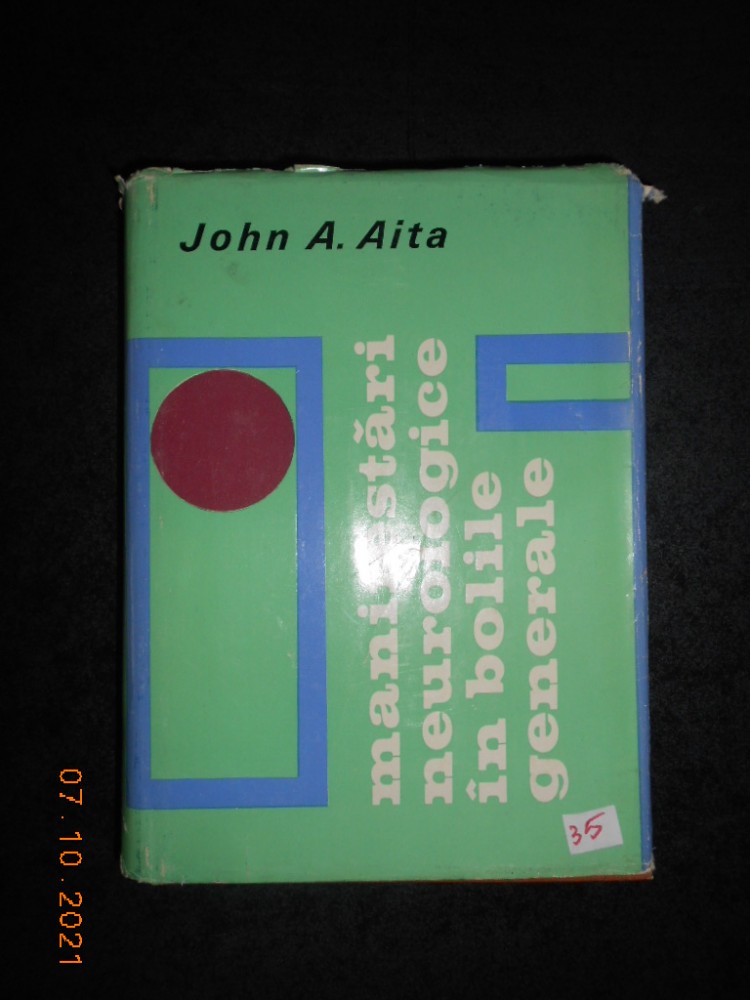 John A. Aita
manifestări
neurologice
în bolile
generale
35
07.10.2021